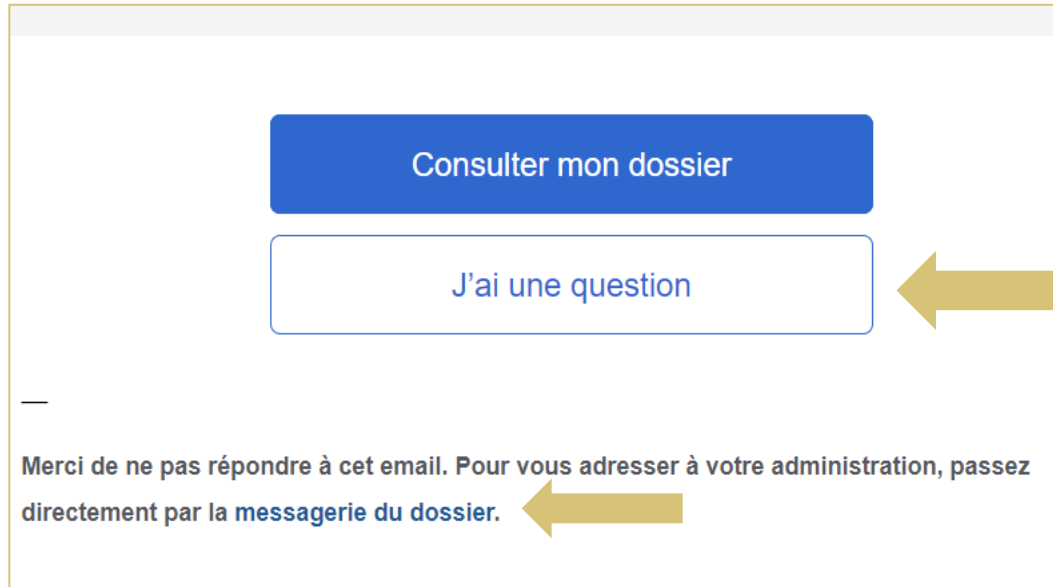 Consulter mon dossier
J’ai une question
—
Merci de ne pas répondre à cet email. Pour vous adresser à votre administration, passez
directement par la messagerie du dossier.